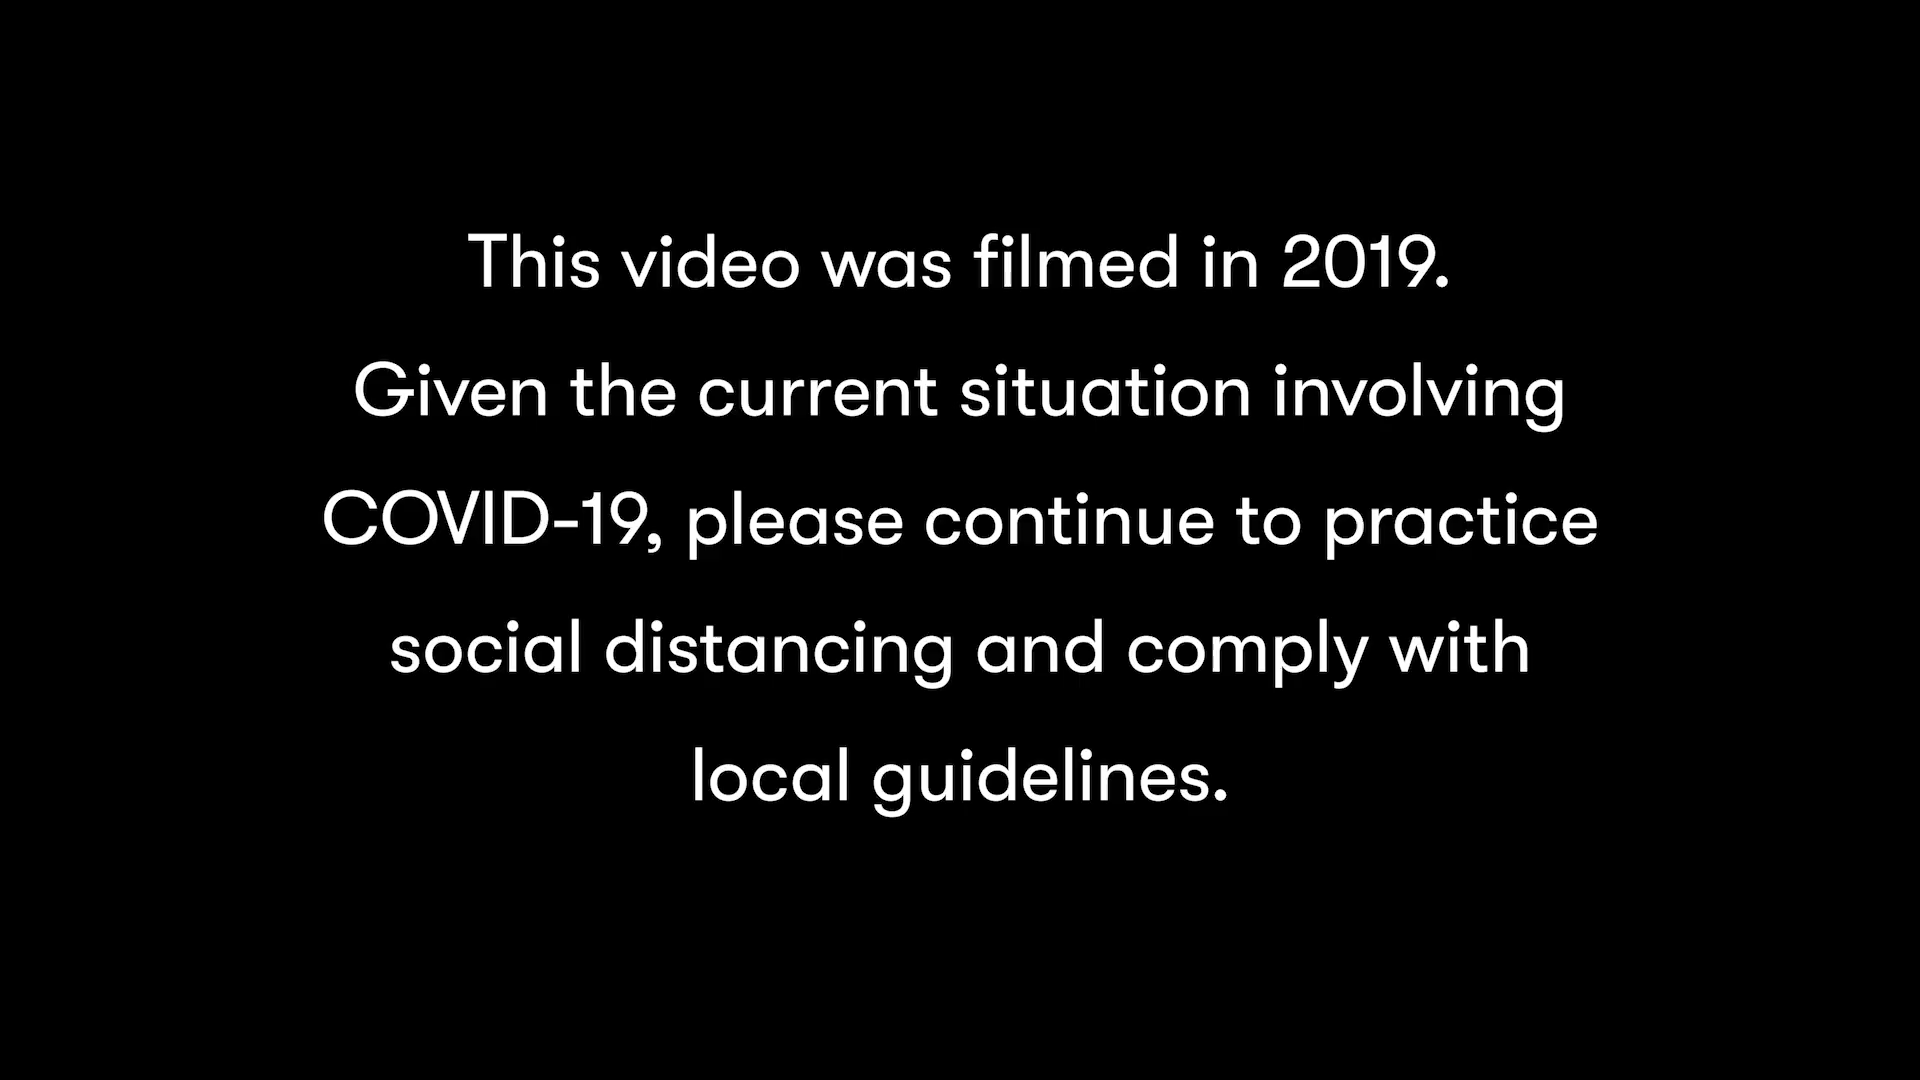 This video was filmed in 2019.
Given the current situation involving
COVID-19, please continue to practice
social distancing and comply with
local guidelines.